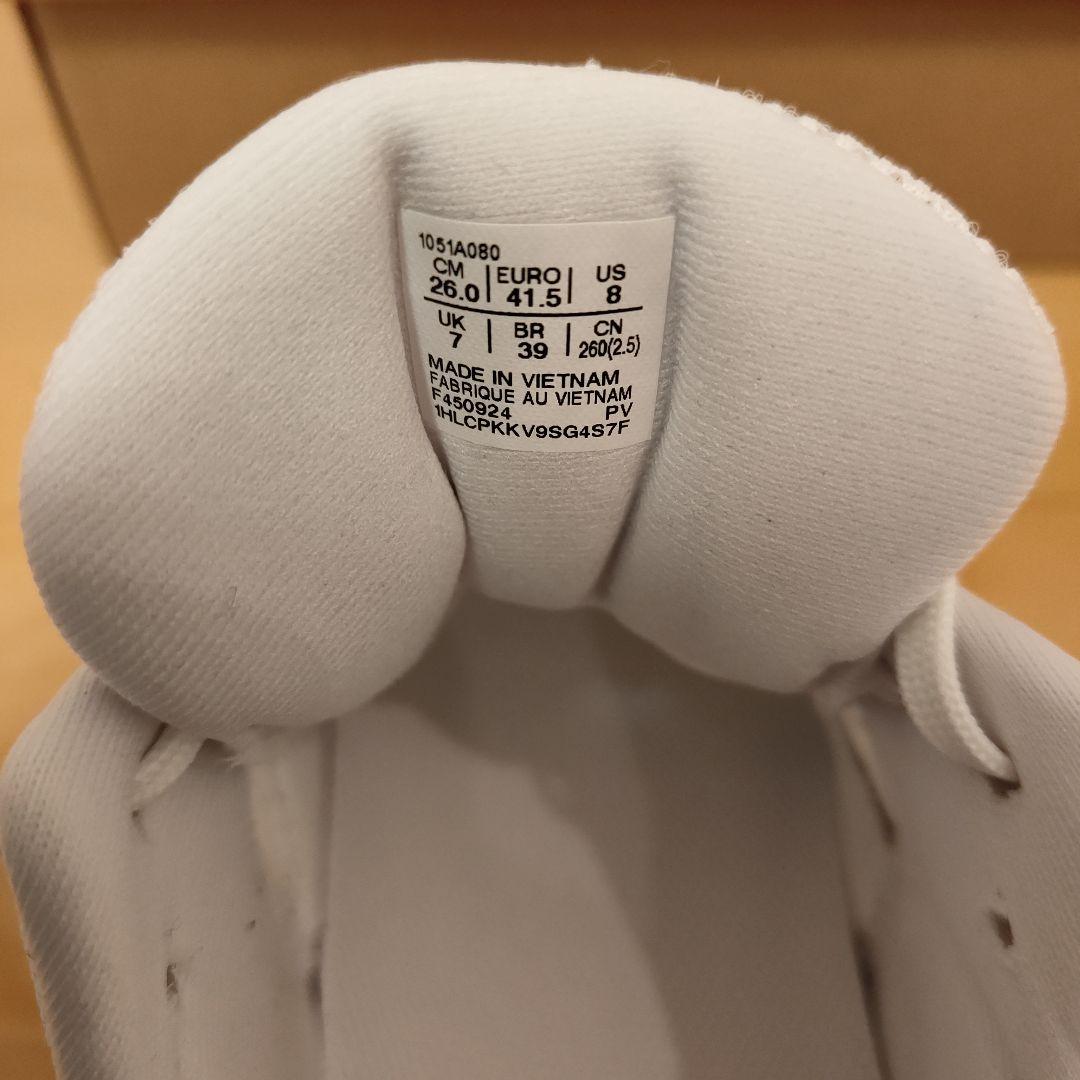 1051A080
CM EURO US
26.0 41.5 8
UK BR CN
7 39 260(2.5)
MADE IN VIETNAM
FABRIQUE AU VIETNAM
F450924 PV
1HLCPKKV9SG4S7F